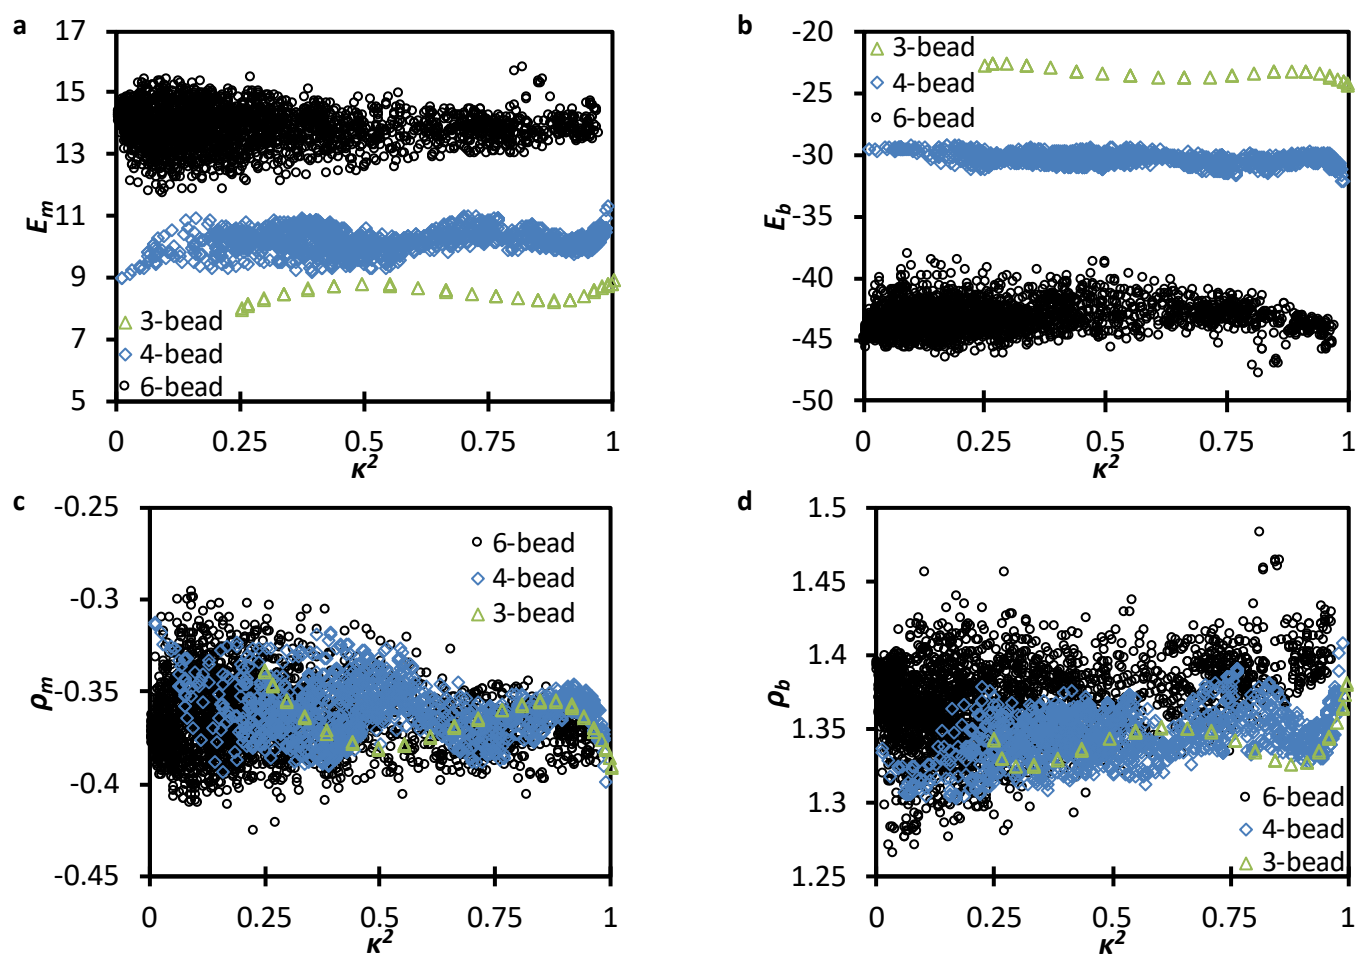 a
17
15
13
11
9
7
5
E_m
3-bead
4-bead
6-bead
0 0.25 0.5 0.75 1
κ²
b
-20
-25
-30
-35
-40
-45
-50
E_b
3-bead
4-bead
6-bead
0 0.25 0.5 0.75 1
κ²
c
-0.25
-0.3
-0.35
-0.4
-0.45
ρ_m
6-bead
4-bead
3-bead
0 0.25 0.5 0.75 1
κ²
d
1.5
1.45
1.4
1.35
1.3
1.25
ρ_b
6-bead
4-bead
3-bead
0 0.25 0.5 0.75 1
κ²